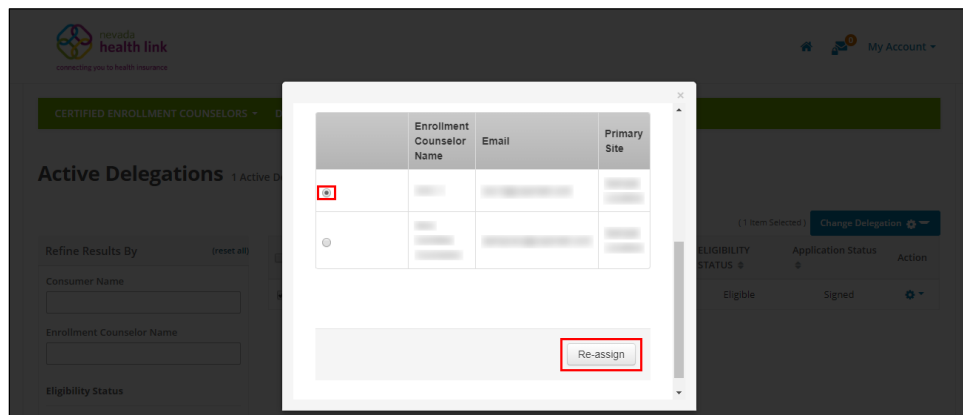 nevada
health link
connecting you to health insurance
My Account
CERTIFIED ENROLLMENT COUNSELORS
D
Active Delegations 1 Active D
( 1 Item Selected )
Change Delegation
Refine Results By
(reset all)
Consumer Name
Enrollment Counselor Name
Eligibility Status
ELIGIBILITY
STATUS
Application Status
Action
Eligible
Signed
Enrollment
Counselor
Name
Email
Primary
Site
Re-assign